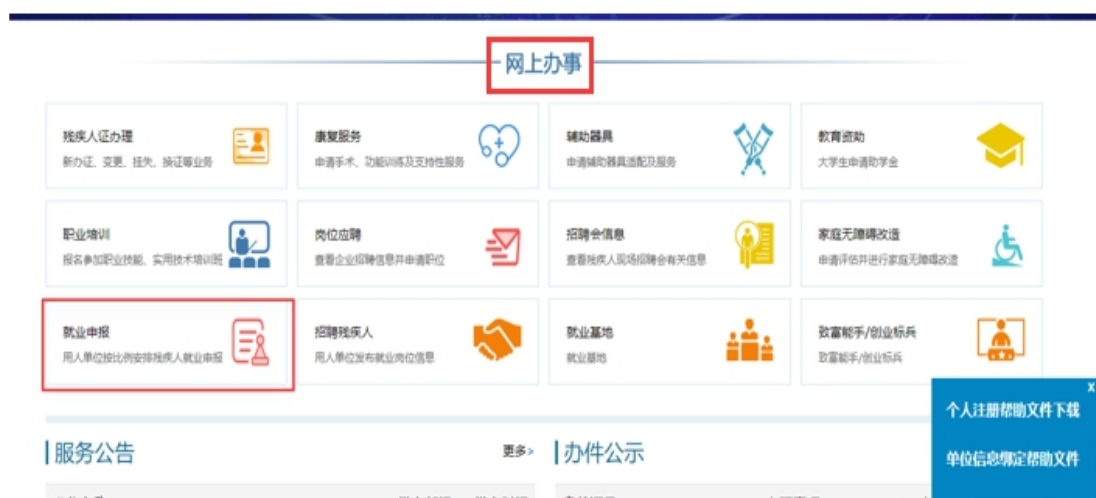 网上办事
残疾人证办理
新办证、变更、挂失、换证等业务
康复服务
申请手术、功能训练及支持性服务
辅助器具
申请辅助器具适配及服务
教育资助
大学生申请助学金
职业培训
报名参加职业技能、实用技术培训班
岗位应聘
查看企业招聘信息并申请职位
招聘会信息
查看残疾人现场招聘会有关信息
家庭无障碍改造
申请评估并进行家庭无障碍改造
就业申报
用人单位按比例安排残疾人就业申报
招聘残疾人
用人单位发布就业岗位信息
就业基地
就业基地
致富能手/创业标兵
致富能手/创业标兵
x
个人注册帮助文件下载
单位信息绑定帮助文件
服务公告
更多>
办件公示